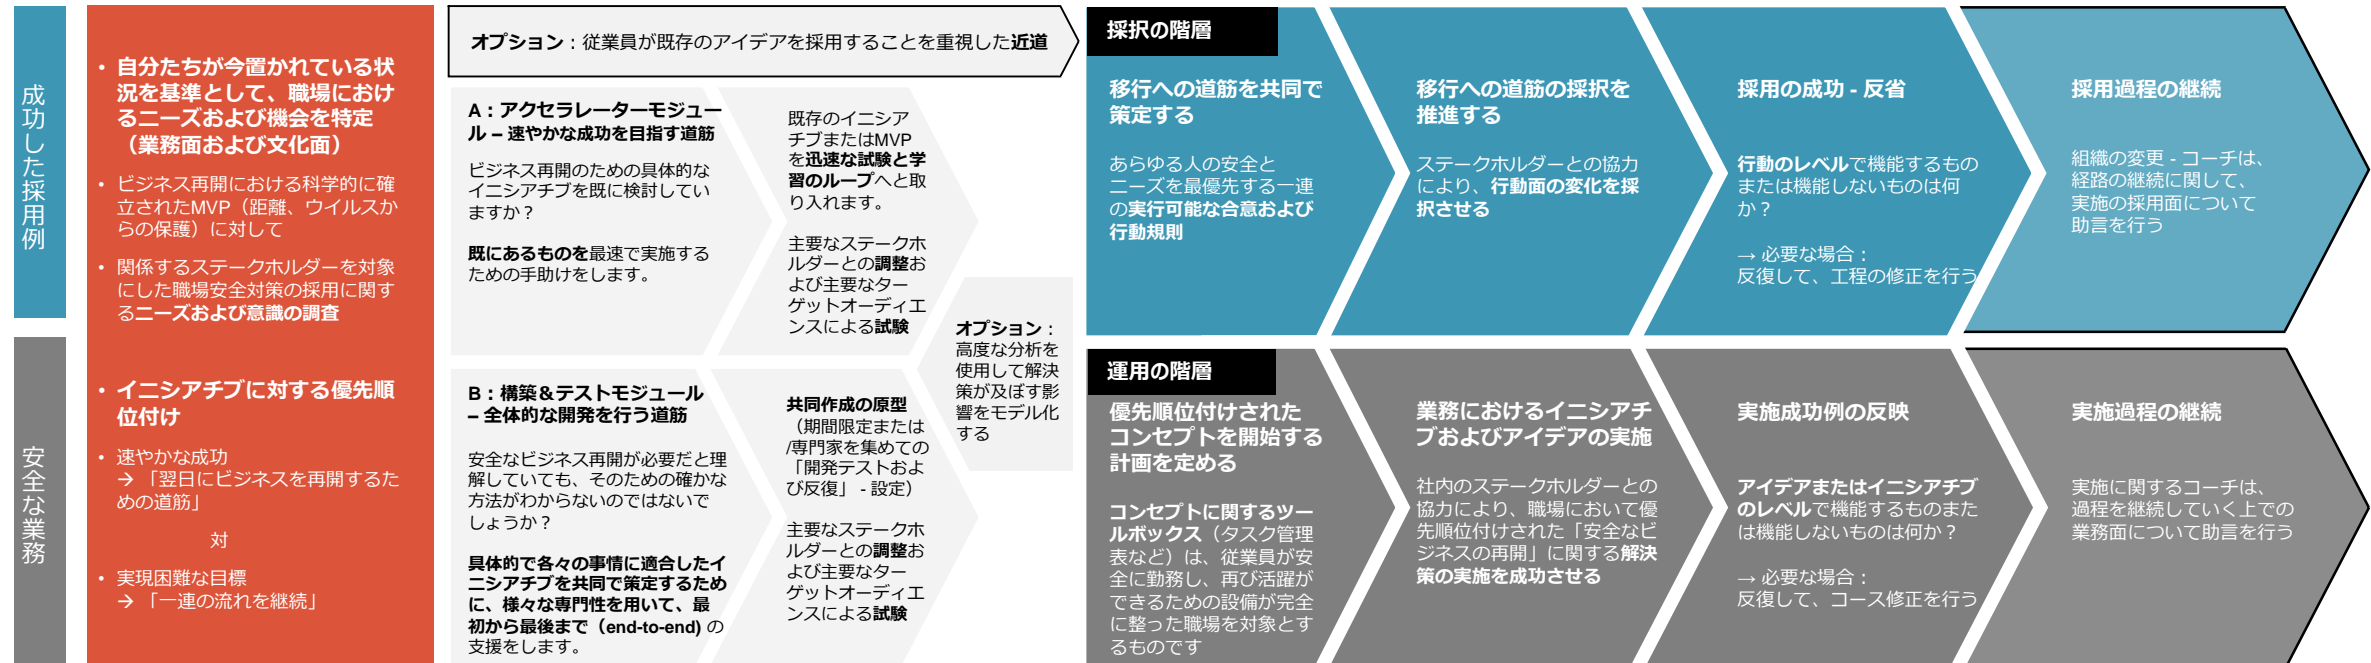 成功した採用例
安全な業務
• 自分たちが今置かれている状
況を基準として、職場におけ
るニーズおよび機会を特定
（業務面および文化面）
• ビジネス再開における科学的に確
立されたMVP（距離、ウイルスか
らの保護）に対して
• 関係するステークホルダーを対象
にした職場安全対策の採用に関す
るニーズおよび意識の調査
• イニシアチブに対する優先順
位付け
• 速やかな成功
→ 「翌日にビジネスを再開するた
めの道筋」
対
• 実現困難な目標
→ 「一連の流れを継続」
オプション：従業員が既存のアイデアを採用することを重視した近道
A：アクセラレーターモジュー
ル – 速やかな成功を目指す道筋
ビジネス再開のための具体的な
イニシアチブを既に検討してい
ますか？
既にあるものを最速で実施する
ための手助けをします。
既存のイニシア
チブまたはMVP
を迅速な試験と学
習のループへと取
り入れます。
主要なステークホ
ルダーとの調整お
よび主要なター
ゲットオーディエ
ンスによる試験
B：構築＆テストモジュール
– 全体的な開発を行う道筋
安全なビジネス再開が必要だと理
解していても、そのための確かな
方法がわからないのではないで
しょうか？
具体的で各々の事情に適合したイ
ニシアチブを共同で策定するため
に、様々な専門性を用いて、最
初から最後まで（end-to-end) の
支援をします。
共同作成の原型
（期間限定または
/専門家を集めての
「開発テストおよ
び反復」 - 設定）
主要なステークホ
ルダーとの調整お
よび主要なター
ゲットオーディエ
ンスによる試験
オプション：
高度な分析を
使用して解決
策が及ぼす影
響をモデル化
する
採択の階層
移行への道筋を共同で
策定する
あらゆる人の安全と
ニーズを最優先する一連
の実行可能な合意および
行動規則
移行への道筋の採択を
推進する
ステークホルダーとの協力
により、行動面の変化を採
択させる
採用の成功 - 反省
行動のレベルで機能するもの
または機能しないものは何
か？
→ 必要な場合：
反復して、工程の修正を行う
採用過程の継続
組織の変更 - コーチは、
経路の継続に関して、
実施の採用面について
助言を行う
運用の階層
優先順位付けされた
コンセプトを開始する
計画を定める
コンセプトに関するツー
ルボックス（タスク管理
表など）は、従業員が安
全に勤務し、再び活躍が
できるための設備が完全
に整った職場を対象とす
るものです
業務におけるイニシアチ
ブおよびアイデアの実施
社内のステークホルダーとの
協力により、職場において優
先順位付けされた「安全なビ
ジネスの再開」に関する解決
策の実施を成功させる
実施成功例の反映
アイデアまたはイニシアチブ
のレベルで機能するものまた
は機能しないものは何か？
→ 必要な場合：
反復して、コース修正を行う
実施過程の継続
実施に関するコーチは、
過程を継続していく上での
業務面について助言を行う